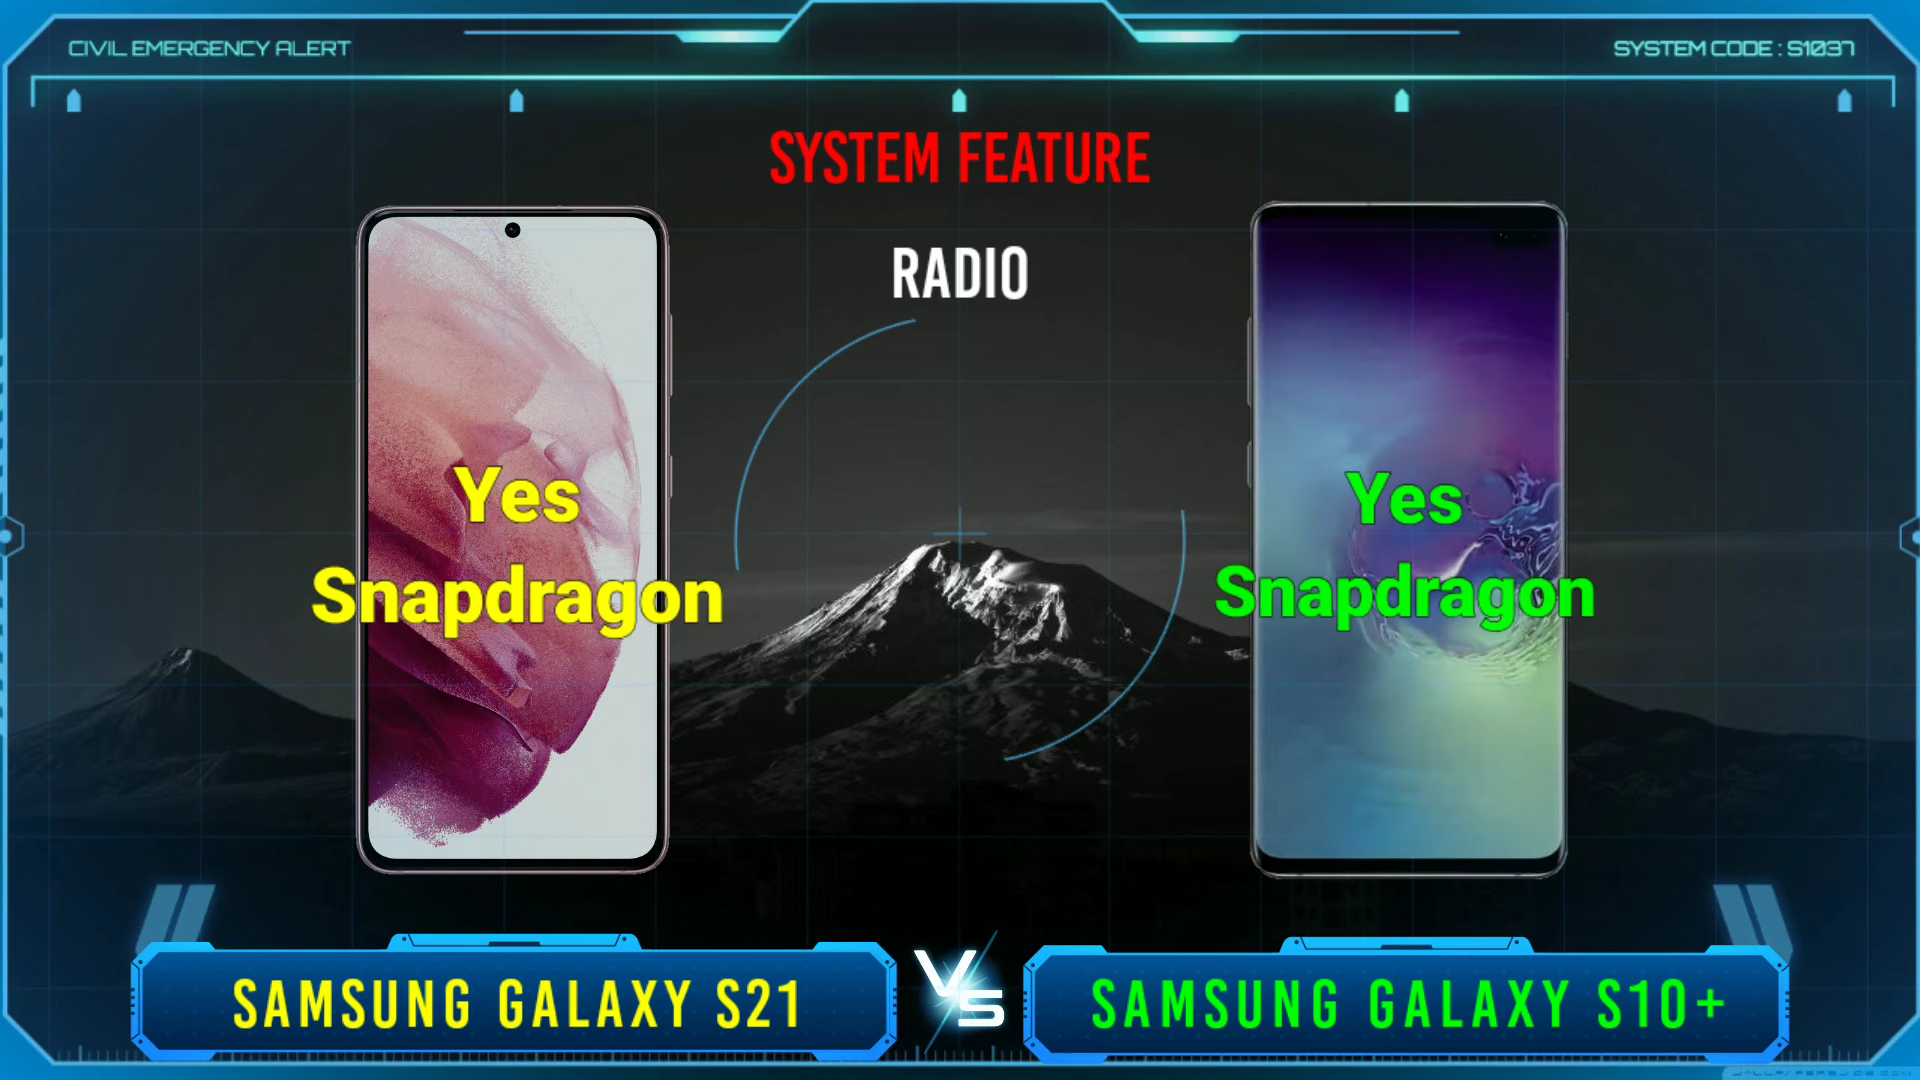 CIVIL EMERGENCY ALERT
SYSTEM CODE : S1037
SYSTEM FEATURE
RADIO
Yes
Snapdragon
Yes
Snapdragon
SAMSUNG GALAXY S21
VS
SAMSUNG GALAXY S10+